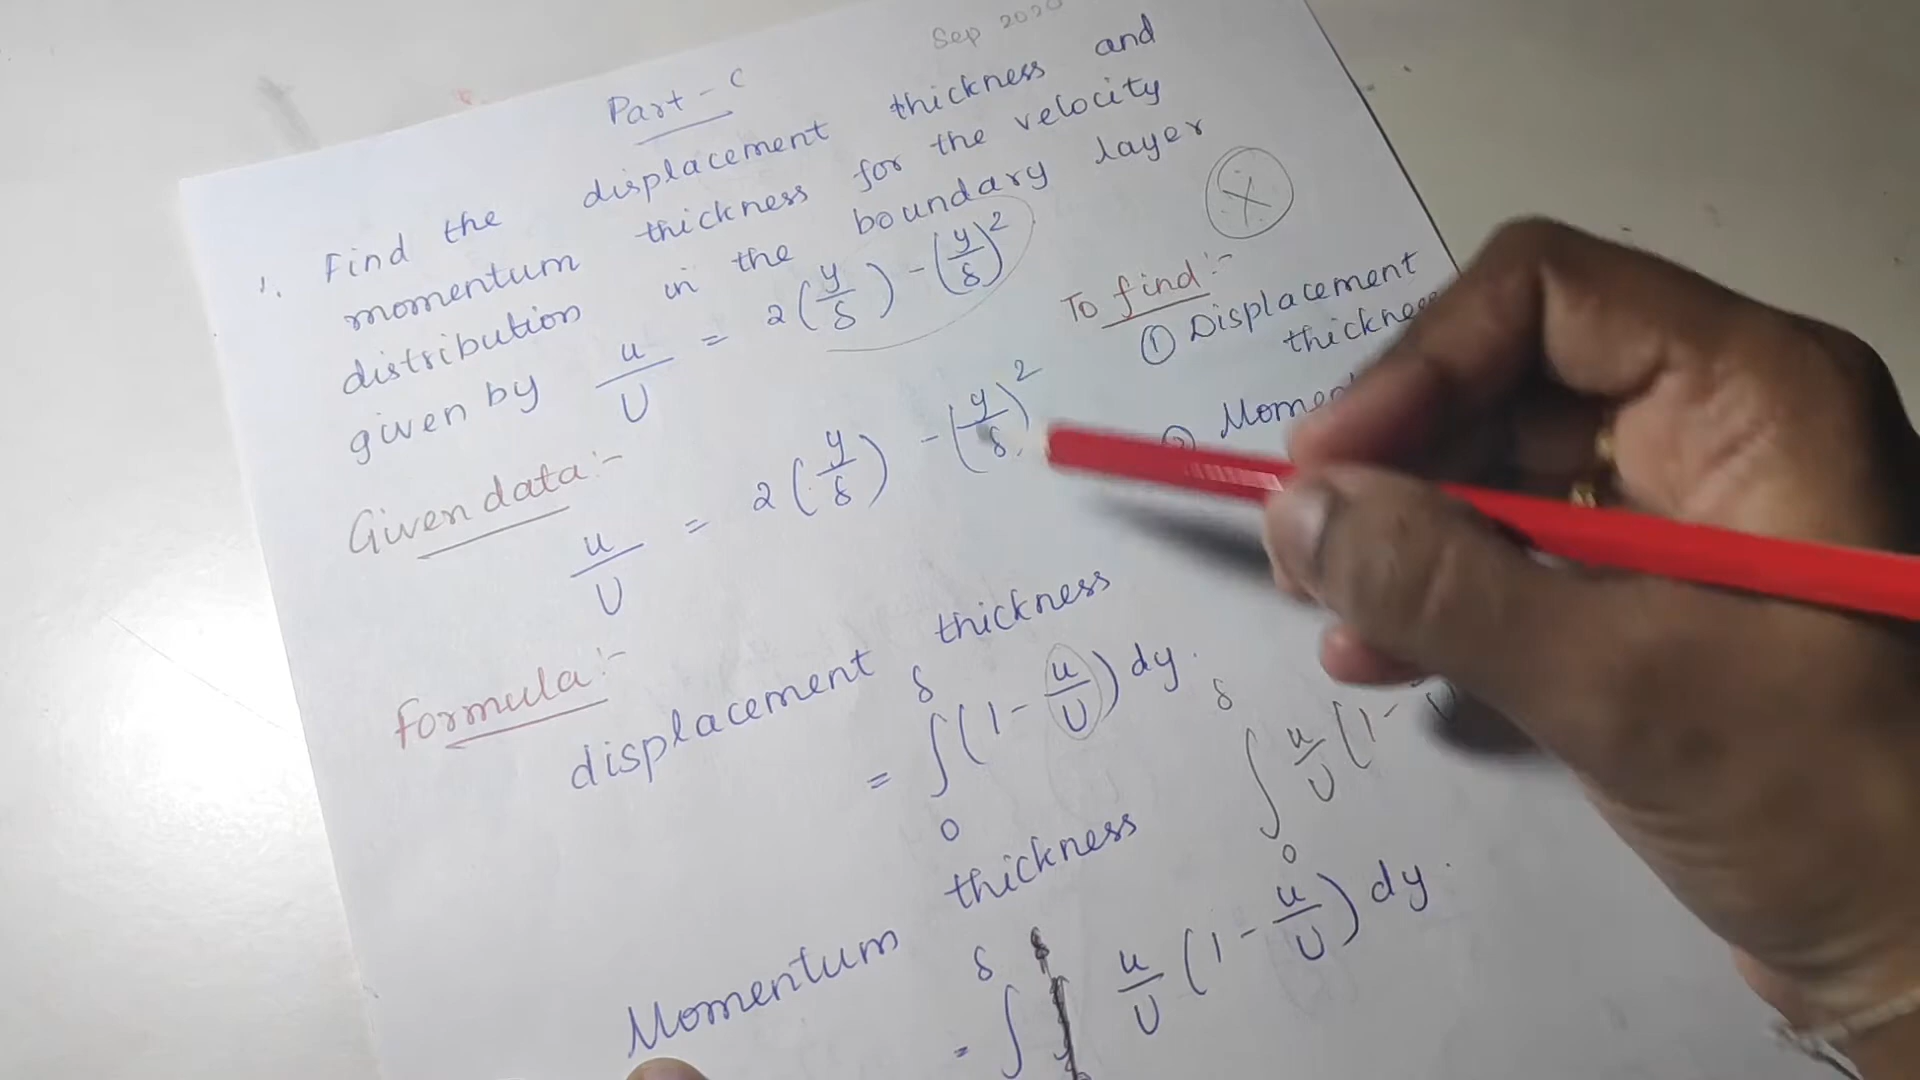 Sep 2020
Part - C
1. Find the displacement thickness and
momentum thickness for the velocity
distribution in the boundary layer
given by u/U = 2(y/δ) - (y/δ)²
X
To find:-
① Displacement
thickness
② Momen
Given data:-
u/U = 2(y/δ) - (y/δ)²
Formula:-
displacement thickness
= ∫₀^δ (1 - u/U) dy.
∫₀^δ u/U (1 -
Momentum thickness
= ∫^δ u/U (1 - u/U) dy.